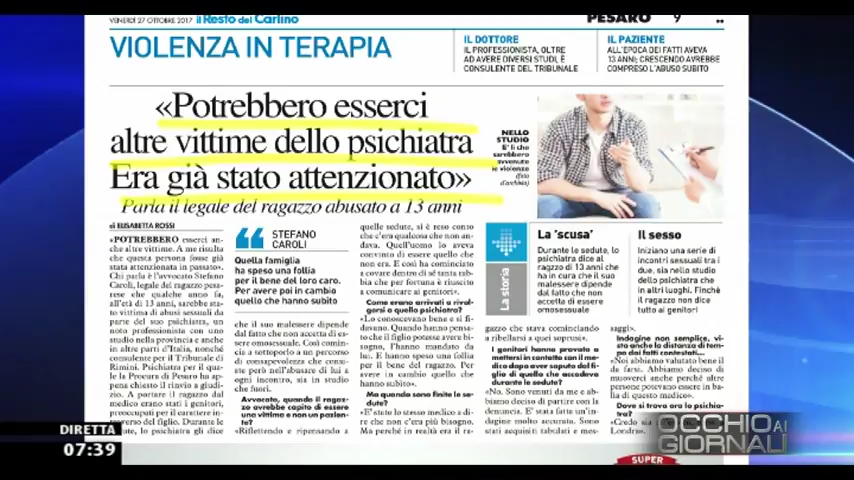 VENERDÌ 27 OTTOBRE 2017 il Resto del Carlino
PESARO 9
VIOLENZA IN TERAPIA
IL DOTTORE
IL PROFESSIONISTA, OLTRE
AD AVERE DIVERSI STUDI, È
CONSULENTE DEL TRIBUNALE
IL PAZIENTE
ALL'EPOCA DEI FATTI AVEVA
13 ANNI; CRESCENDO AVREBBE
COMPRESO L'ABUSO SUBITO
«Potrebbero esserci
altre vittime dello psichiatra
Era già stato attenzionato»
Parla il legale del ragazzo abusato a 13 anni
NELLO
STUDIO
E' lì che
sarebbero
avvenute
le violenze
(foto
d'archivio)
di ELISABETTA ROSSI
«POTREBBERO esserci an-
che altre vittime. A me risulta
che questa persona fosse già
stata attenzionata in passato».
Chi parla è l'avvocato Stefano
Caroli, legale del ragazzo pesa-
rese che qualche anno fa,
all'età di 13 anni, sarebbe sta-
to vittima di abusi sessuali da
parte del suo psichiatra, un
noto professionista con uno
studio nella provincia e anche
in altre parti d'Italia, nonché
consulente per il Tribunale di
Rimini. Psichiatra per il qua-
le la Procura di Pesaro ha ap-
pena chiesto il rinvio a giudi-
zio. A portare il ragazzo dal
medico erano stati i genitori,
preoccupati per il carattere in-
verso del figlio. Durante le
sedute, lo psichiatra gli dice
STEFANO
CAROLI
Quella famiglia
ha speso una follia
per il bene del loro caro.
Per avere poi in cambio
quello che hanno subito
che il suo malessere dipende
dal fatto che non accetta di es-
sere omosessuale. Così comin-
cia a sottoporlo a un percorso
di consapevolezza che consi-
ste però nell'abusare di lui a
ogni incontro, sia in studio
che fuori.
Avvocato, quando il ragaz-
zo avrebbe capito di essere
una vittima e non un pazien-
te?
«Riflettendo e ripensando a
quelle sedute, si è reso conto
che c'era qualcosa che non an-
dava. Quell'uomo lo aveva
convinto di essere quello che
non era. E così ha cominciato
a covare dentro di sé tanta rab-
bia che per fortuna è riuscito
a comunicare ai genitori».
Come erano arrivati a rivol-
gersi a quello psichiatra?
«Lo conoscevano bene e si fi-
davano. Quando hanno pensa-
to che il figlio potesse aver bi-
sogno, l'hanno mandato da
lui. E hanno speso una follia
per il bene del ragazzo. Per
avere in cambio quello che
hanno subito».
Ma quando sono finite le se-
dute?
«E' stato lo stesso medico a di-
re che non c'era più bisogno.
Ma perché in realtà era il ra-
La storia
La 'scusa'
Durante le sedute, lo
psichiatra dice al
ragzzo di 13 anni che
ha in cura che il suo
malessere dipende
dal fatto che non
accetta di essere
omosessuale
Il sesso
Iniziano una serie di
incontri sessuali tra i
due, sia nello studio
dello psichiatra che
in altri luoghi. Finchè
il ragazzo non dice
tutto ai genitori
gazzo che stava cominciando
a ribellarsi a quei soprusi».
I genitori hanno provato a
mettersi in contatto con il me-
dico dopo aver saputo dal fi-
glio di quello che accadeva
durante le sedute?
«No. Sono venuti da me e ab-
biamo deciso di partire con la
denuncia. E' stata fatta un'in-
dagine molto accurata. Sono
stati acquisiti tabulati e mes-
saggi».
Indagine non semplice, vi-
sto anche la distanza di tem-
po dai fatti contestati...
«Noi abbiamo valutato bene il
da farsi. Abbiamo deciso di
muoverci anche perché altre
persone potevano essere in ba-
lia di questo medico».
Dove si trova ora lo psichia-
tra?
Londra».
DIRETTA
07:39
OCCHIO AI
GIORNALI
SUPER